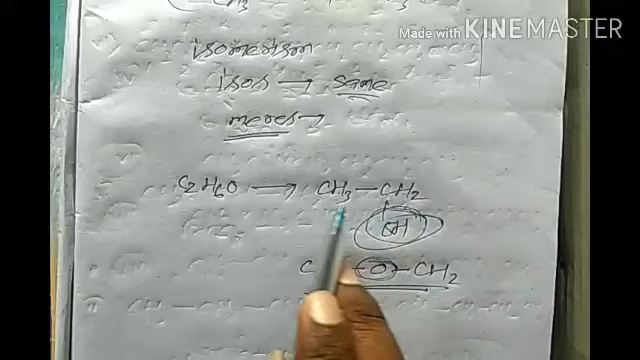 CH3
Made with KINEMASTER
isomerism
isos → same
meros →
C2H6O → CH3 - CH2
OH
C - O - CH2